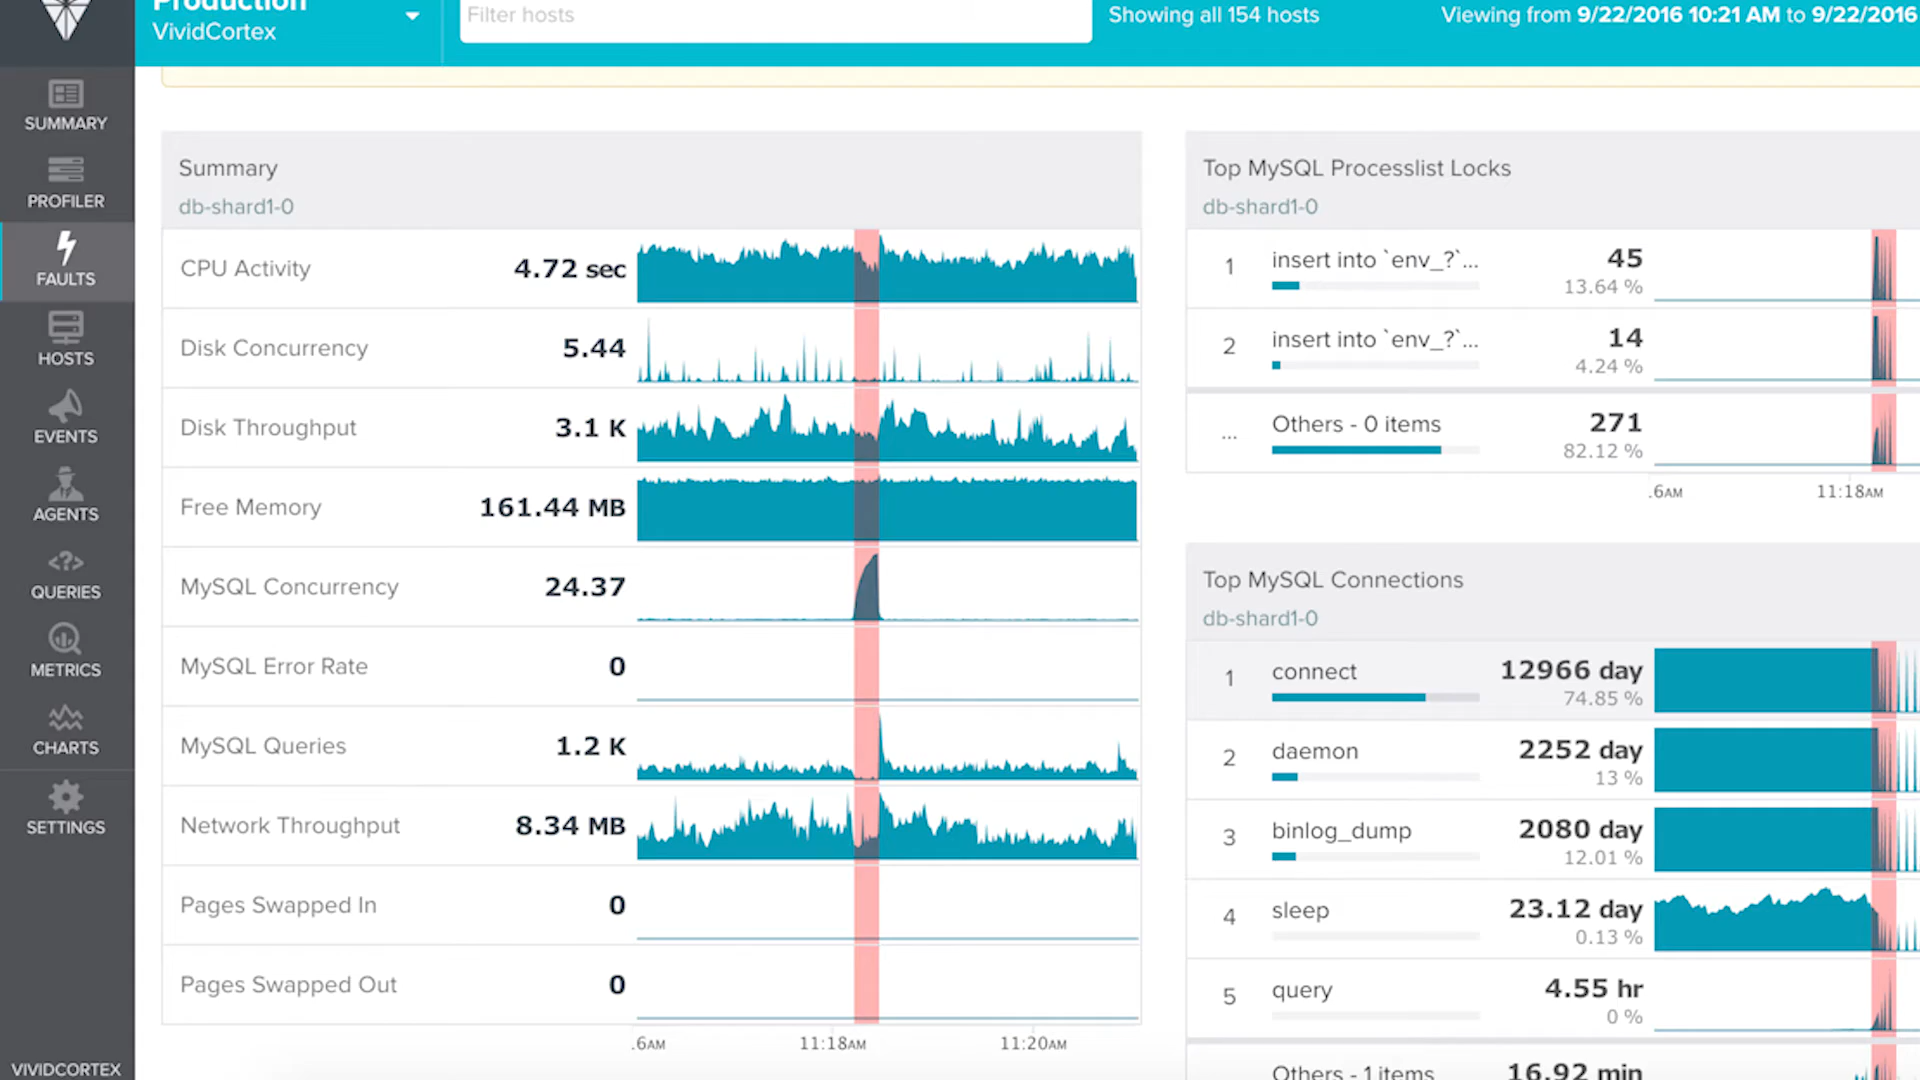 Production
VividCortex
Filter hosts
Showing all 154 hosts
Viewing from 9/22/2016 10:21 AM to 9/22/2016
SUMMARY
PROFILER
FAULTS
HOSTS
EVENTS
AGENTS
QUERIES
METRICS
CHARTS
SETTINGS
VIVIDCORTEX
Summary
db-shard1-0
CPU Activity 4.72 sec
Disk Concurrency 5.44
Disk Throughput 3.1 K
Free Memory 161.44 MB
MySQL Concurrency 24.37
MySQL Error Rate 0
MySQL Queries 1.2 K
Network Throughput 8.34 MB
Pages Swapped In 0
Pages Swapped Out 0
.6AM 11:18AM 11:20AM
Top MySQL Processlist Locks
db-shard1-0
1 insert into `env_?`... 45
13.64 %
2 insert into `env_?`... 14
4.24 %
... Others - 0 items 271
82.12 %
.6AM 11:18AM
Top MySQL Connections
db-shard1-0
1 connect 12966 day
74.85 %
2 daemon 2252 day
13 %
3 binlog_dump 2080 day
12.01 %
4 sleep 23.12 day
0.13 %
5 query 4.55 hr
0 %
Others - 1 items 16.92 min